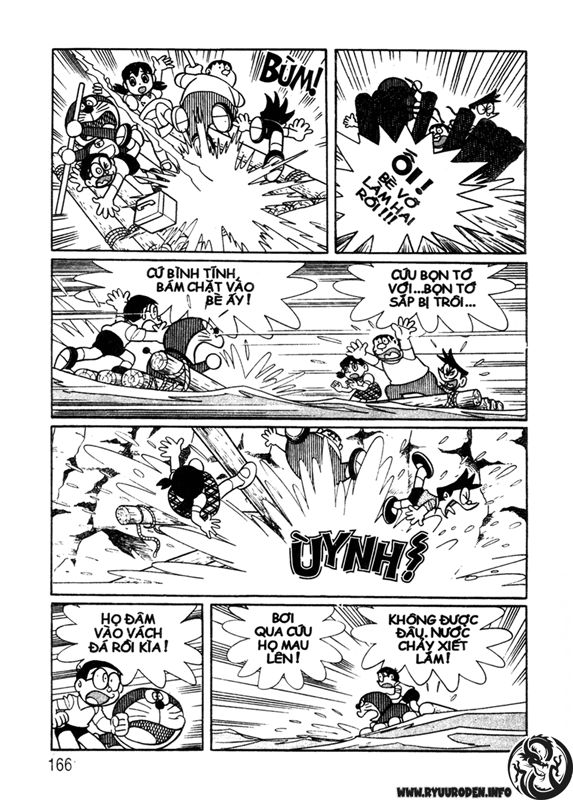 BÙM!
ỐI!
BÈ VỠ
LÀM HAI
RỒI!!!
CỨ BÌNH TĨNH,
BÁM CHẶT VÀO
BÈ ẤY!
CỨU BỌN TỚ
VỚI...BỌN TỚ
SẮP BỊ TRÔI...
ÙYNH!
HỌ ĐÂM
VÀO VÁCH
ĐÁ RỒI KÌA!
BƠI
QUA CỨU
HỌ MAU
LÊN!
KHÔNG ĐƯỢC
ĐÂU. NƯỚC
CHẢY XIẾT
LẮM!
166
WWW.RYUURODEN.INFO